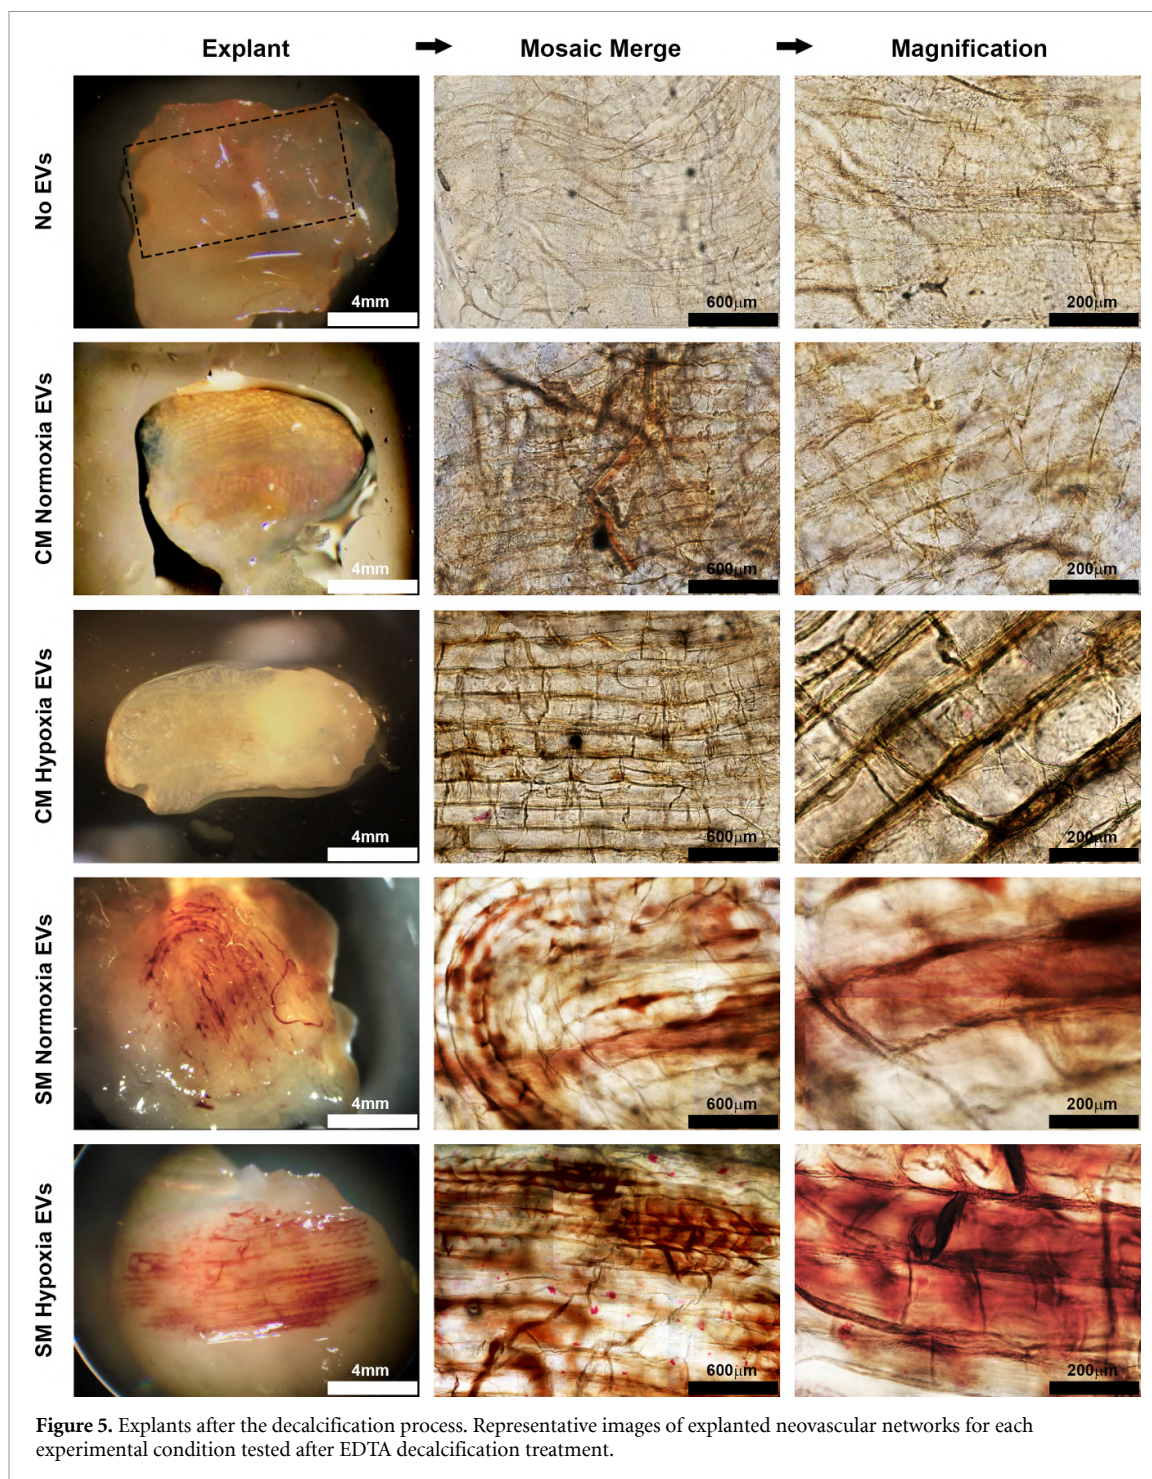 Explant → Mosaic Merge → Magnification
No EVs
4mm
600μm
200μm
CM Normoxia EVs
4mm
600μm
200μm
CM Hypoxia EVs
4mm
600μm
200μm
SM Normoxia EVs
4mm
600μm
200μm
SM Hypoxia EVs
4mm
600μm
200μm
Figure 5. Explants after the decalcification process. Representative images of explanted neovascular networks for each
experimental condition tested after EDTA decalcification treatment.